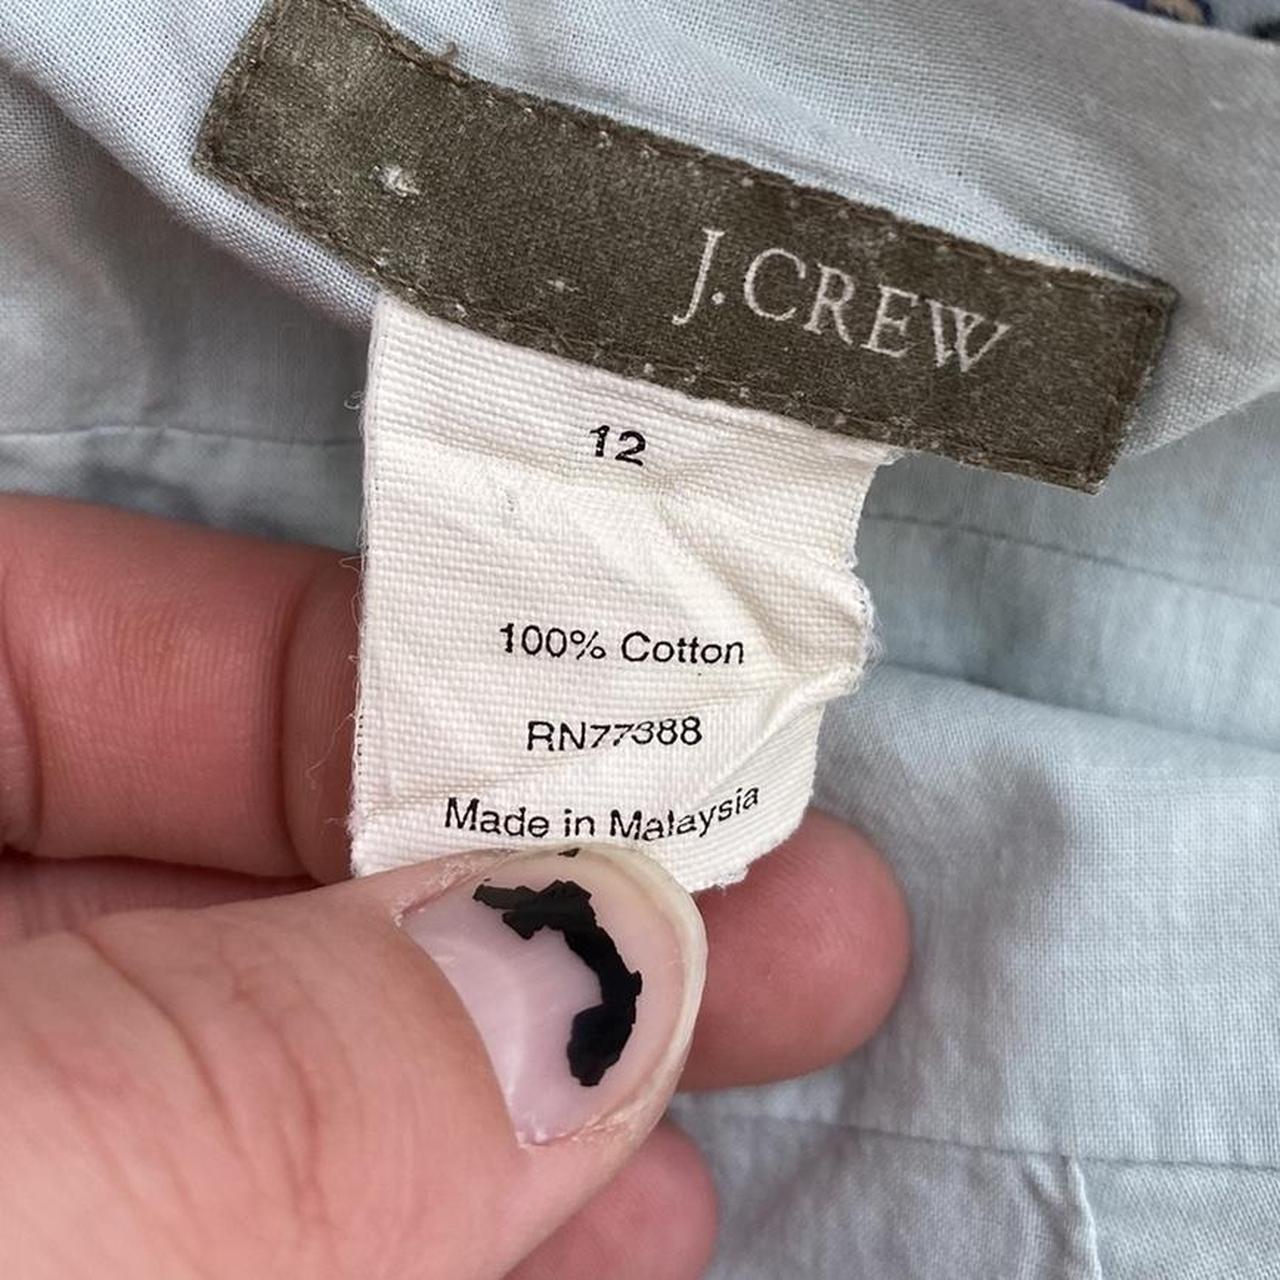 J.CREW
12
100% Cotton
RN77388
Made in Malaysia